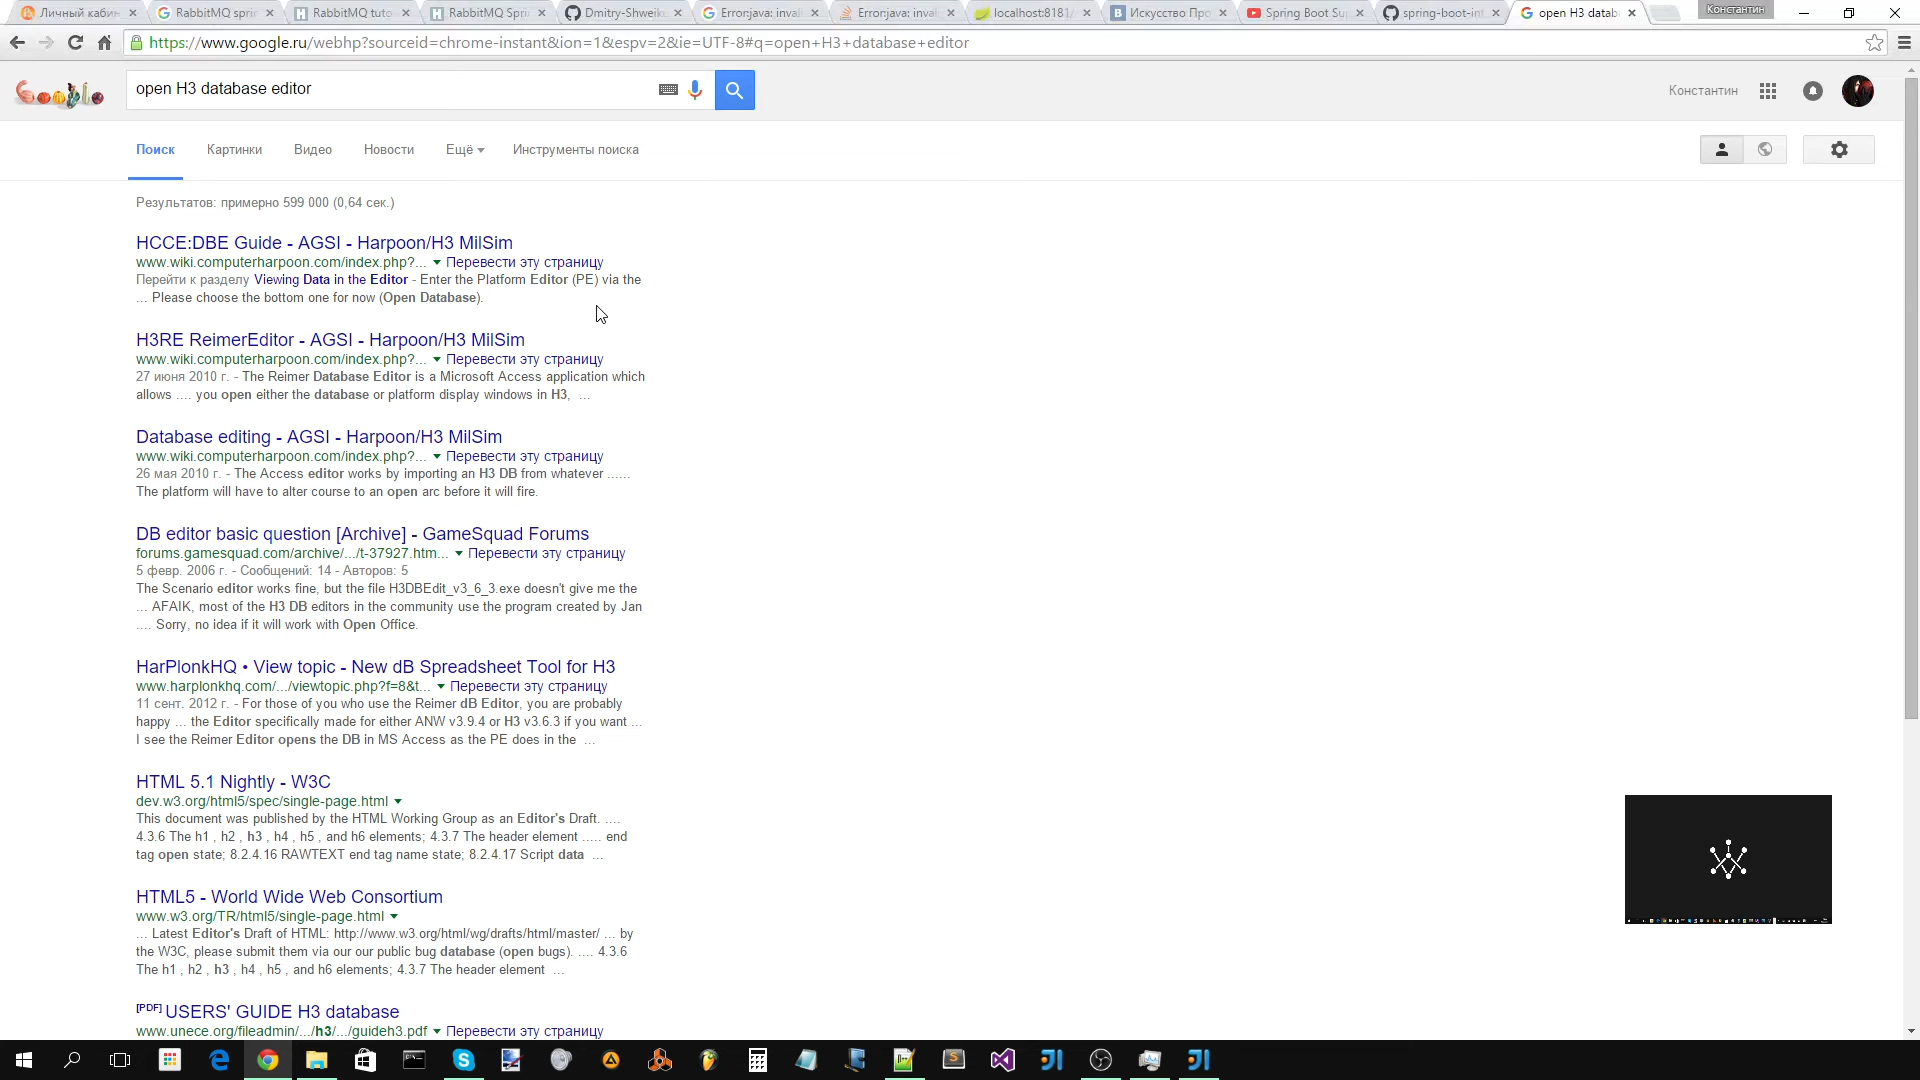 Личный каби
RabbitMQ sprin
RabbitMQ tuto
RabbitMQ Spri
Dmitry-Shweik
Error:java: inval
Error:java: inval
localhost:8181/
Искусство Про
Spring Boot Su
spring-boot-int
open H3 datab
Константин
https://www.google.ru/webhp?sourceid=chrome-instant&ion=1&espv=2&ie=UTF-8#q=open+H3+database+editor
open H3 database editor
Константин
Поиск Картинки Видео Новости Ещё Инструменты поиска
Результатов: примерно 599 000 (0,64 сек.)
HCCE:DBE Guide - AGSI - Harpoon/H3 MilSim
www.wiki.computerharpoon.com/index.php?... Перевести эту страницу
Перейти к разделу Viewing Data in the Editor - Enter the Platform Editor (PE) via the
... Please choose the bottom one for now (Open Database).
H3RE ReimerEditor - AGSI - Harpoon/H3 MilSim
www.wiki.computerharpoon.com/index.php?... Перевести эту страницу
27 июня 2010 г. - The Reimer Database Editor is a Microsoft Access application which
allows .... you open either the database or platform display windows in H3, ...
Database editing - AGSI - Harpoon/H3 MilSim
www.wiki.computerharpoon.com/index.php?... Перевести эту страницу
26 мая 2010 г. - The Access editor works by importing an H3 DB from whatever ......
The platform will have to alter course to an open arc before it will fire.
DB editor basic question [Archive] - GameSquad Forums
forums.gamesquad.com/archive/.../t-37927.htm... Перевести эту страницу
5 февр. 2006 г. - Сообщений: 14 - Авторов: 5
The Scenario editor works fine, but the file H3DBEdit_v3_6_3.exe doesn't give me the
... AFAIK, most of the H3 DB editors in the community use the program created by Jan
.... Sorry, no idea if it will work with Open Office.
HarPlonkHQ • View topic - New dB Spreadsheet Tool for H3
www.harplonkhq.com/.../viewtopic.php?f=8&t... Перевести эту страницу
11 сент. 2012 г. - For those of you who use the Reimer dB Editor, you are probably
happy ... the Editor specifically made for either ANW v3.9.4 or H3 v3.6.3 if you want ...
I see the Reimer Editor opens the DB in MS Access as the PE does in the ...
HTML 5.1 Nightly - W3C
dev.w3.org/html5/spec/single-page.html
This document was published by the HTML Working Group as an Editor's Draft. ....
4.3.6 The h1 , h2 , h3 , h4 , h5 , and h6 elements; 4.3.7 The header element ..... end
tag open state; 8.2.4.16 RAWTEXT end tag name state; 8.2.4.17 Script data ...
HTML5 - World Wide Web Consortium
www.w3.org/TR/html5/single-page.html
... Latest Editor's Draft of HTML: http://www.w3.org/html/wg/drafts/html/master/ ... by
the W3C, please submit them via our our public bug database (open bugs). .... 4.3.6
The h1 , h2 , h3 , h4 , h5 , and h6 elements; 4.3.7 The header element ...
[PDF] USERS' GUIDE H3 database
www.unece.org/fileadmin/.../h3/.../guideh3.pdf Перевести эту страницу